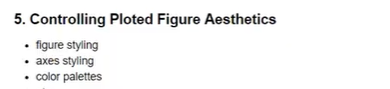 5. Controlling Ploted Figure Aesthetics
figure styling
axes styling
color palettes